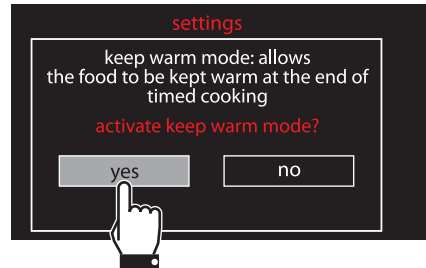 settings
keep warm mode: allows
the food to be kept warm at the end of
timed cooking
activate keep warm mode?
yes
no